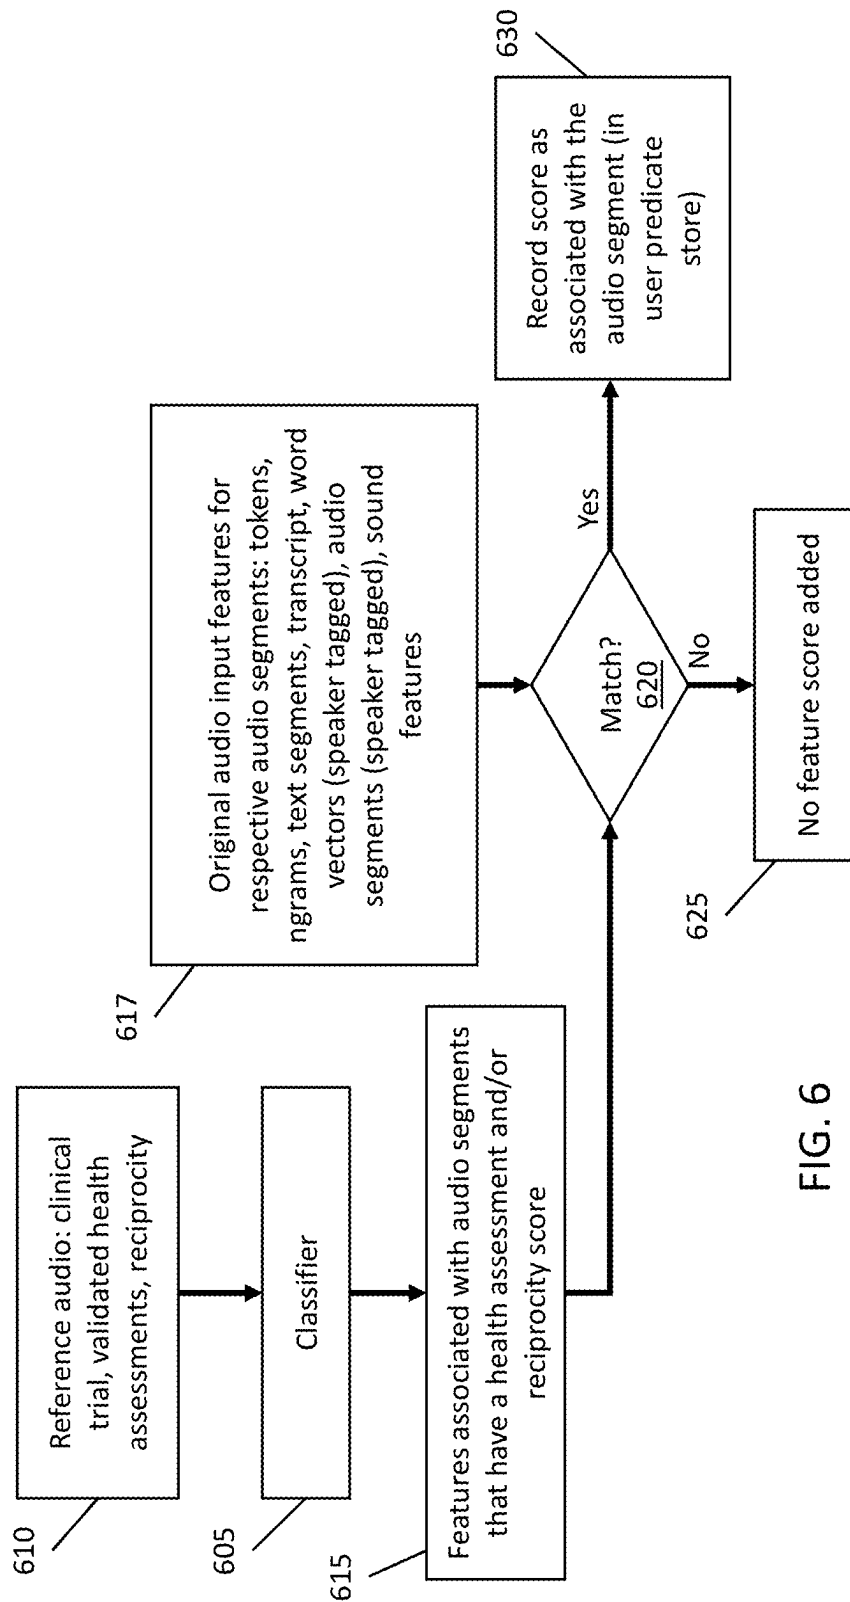 610
Reference audio: clinical
trial, validated health
assessments, reciprocity
605
Classifier
615
Features associated with audio segments
that have a health assessment and/or
reciprocity score
617
Original audio input features for
respective audio segments: tokens,
ngrams, text segments, transcript, word
vectors (speaker tagged), audio
segments (speaker tagged), sound
features
Match?
620
Yes
No
630
Record score as
associated with the
audio segment (in
user predicate
store)
625
No feature score added
FIG. 6